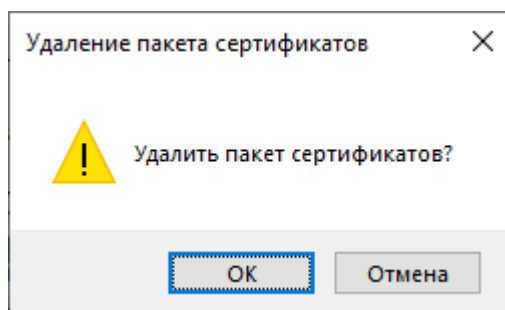 Удаление пакета сертификатов
Удалить пакет сертификатов?
ОК
Отмена